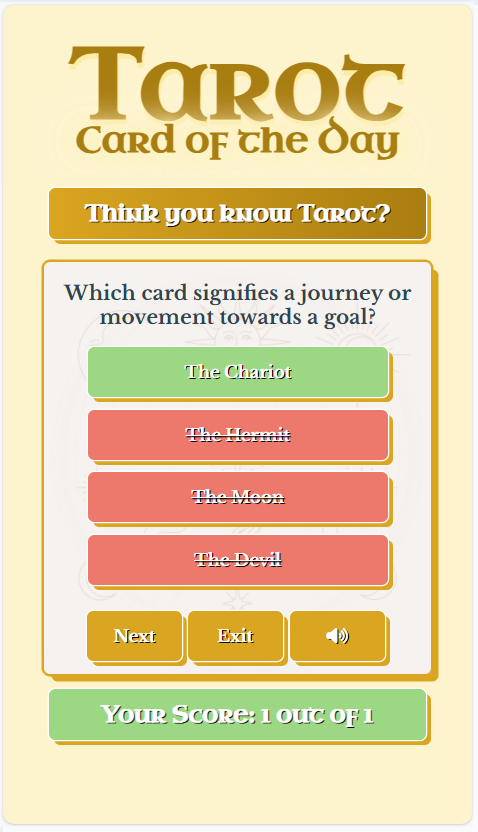 Tarot
Card of the Day
Think you know Tarot?
Which card signifies a journey or
movement towards a goal?
The Chariot
The Hermit
The Moon
The Devil
Next
Exit
Your Score: 1 out of 1